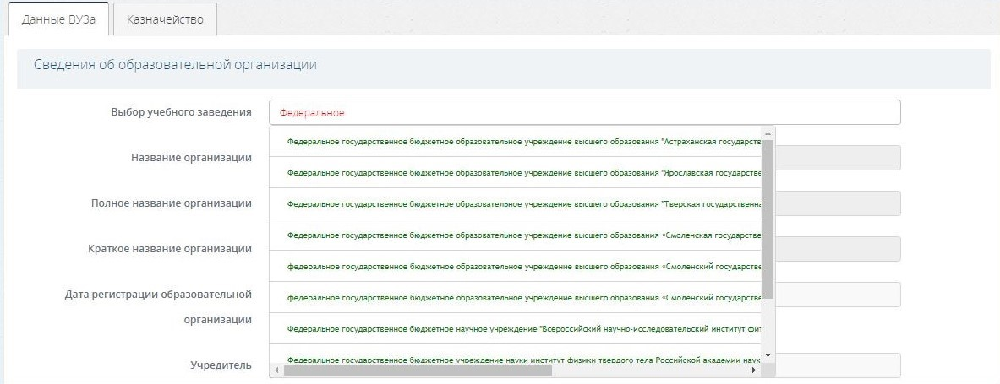 Данные ВУЗа
Казначейство
Сведения об образовательной организации
Выбор учебного заведения
Федеральное
Федеральное государственное бюджетное образовательное учреждение высшего образования "Астраханская государств
Название организации
Федеральное государственное бюджетное образовательное учреждение высшего образования "Ярославская государстве
Полное название организации
Федеральное государственное бюджетное образовательное учреждение высшего образования "Тверская государственна
Федеральное государственное бюджетное образовательное учреждение высшего образования «Смоленская государстве
Краткое название организации
федеральное государственное бюджетное образовательное учреждение высшего образования «Смоленский государстве
Дата регистрации образовательной
организации
федеральное государственное бюджетное образовательное учреждение высшего образования «Смоленский государстве
Федеральное государственное бюджетное научное учреждение "Всероссийский научно-исследовательский институт фит
Учредитель
Федеральное государственное бюджетное учреждение науки институт физики твердого тела Российской академии наук